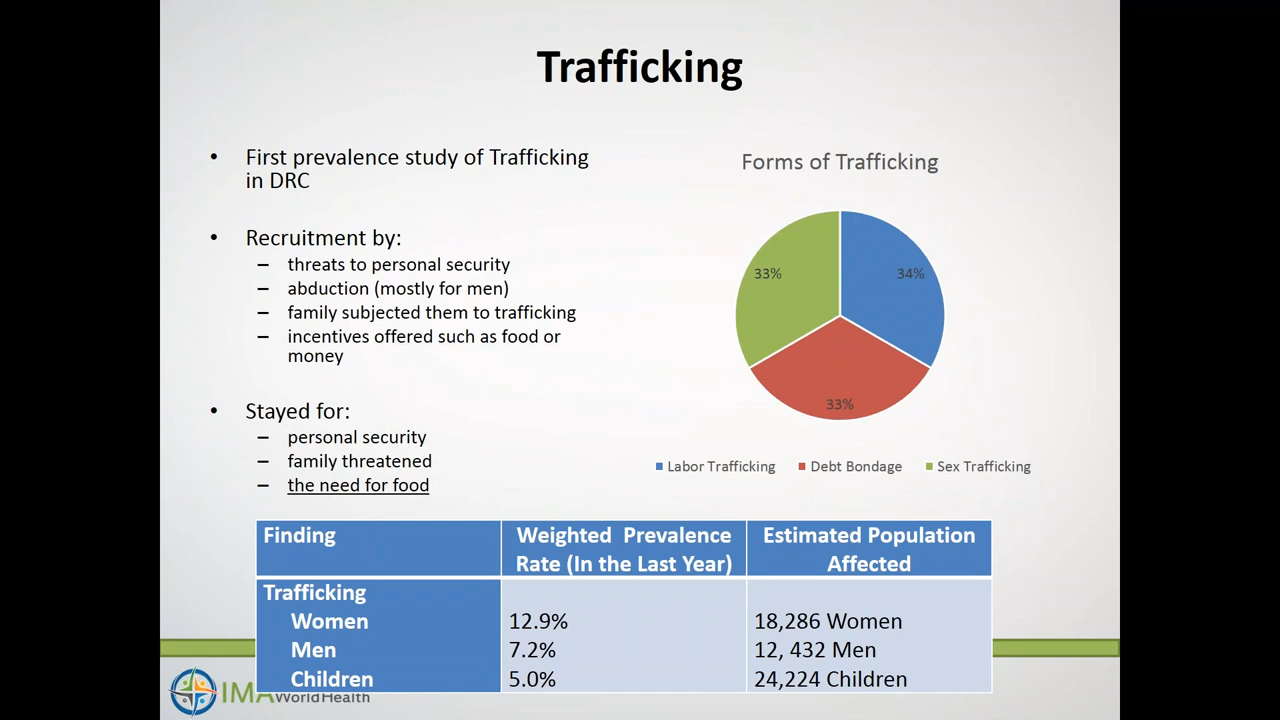 Trafficking
• First prevalence study of Trafficking
in DRC
• Recruitment by:
– threats to personal security
– abduction (mostly for men)
– family subjected them to trafficking
– incentives offered such as food or
money
• Stayed for:
– personal security
– family threatened
– the need for food
Forms of Trafficking
33%
34%
33%
Labor Trafficking Debt Bondage Sex Trafficking
Finding Weighted Prevalence Estimated Population
Rate (In the Last Year) Affected
Trafficking
Women 12.9% 18,286 Women
Men 7.2% 12, 432 Men
Children 5.0% 24,224 Children
IMA WorldHealth